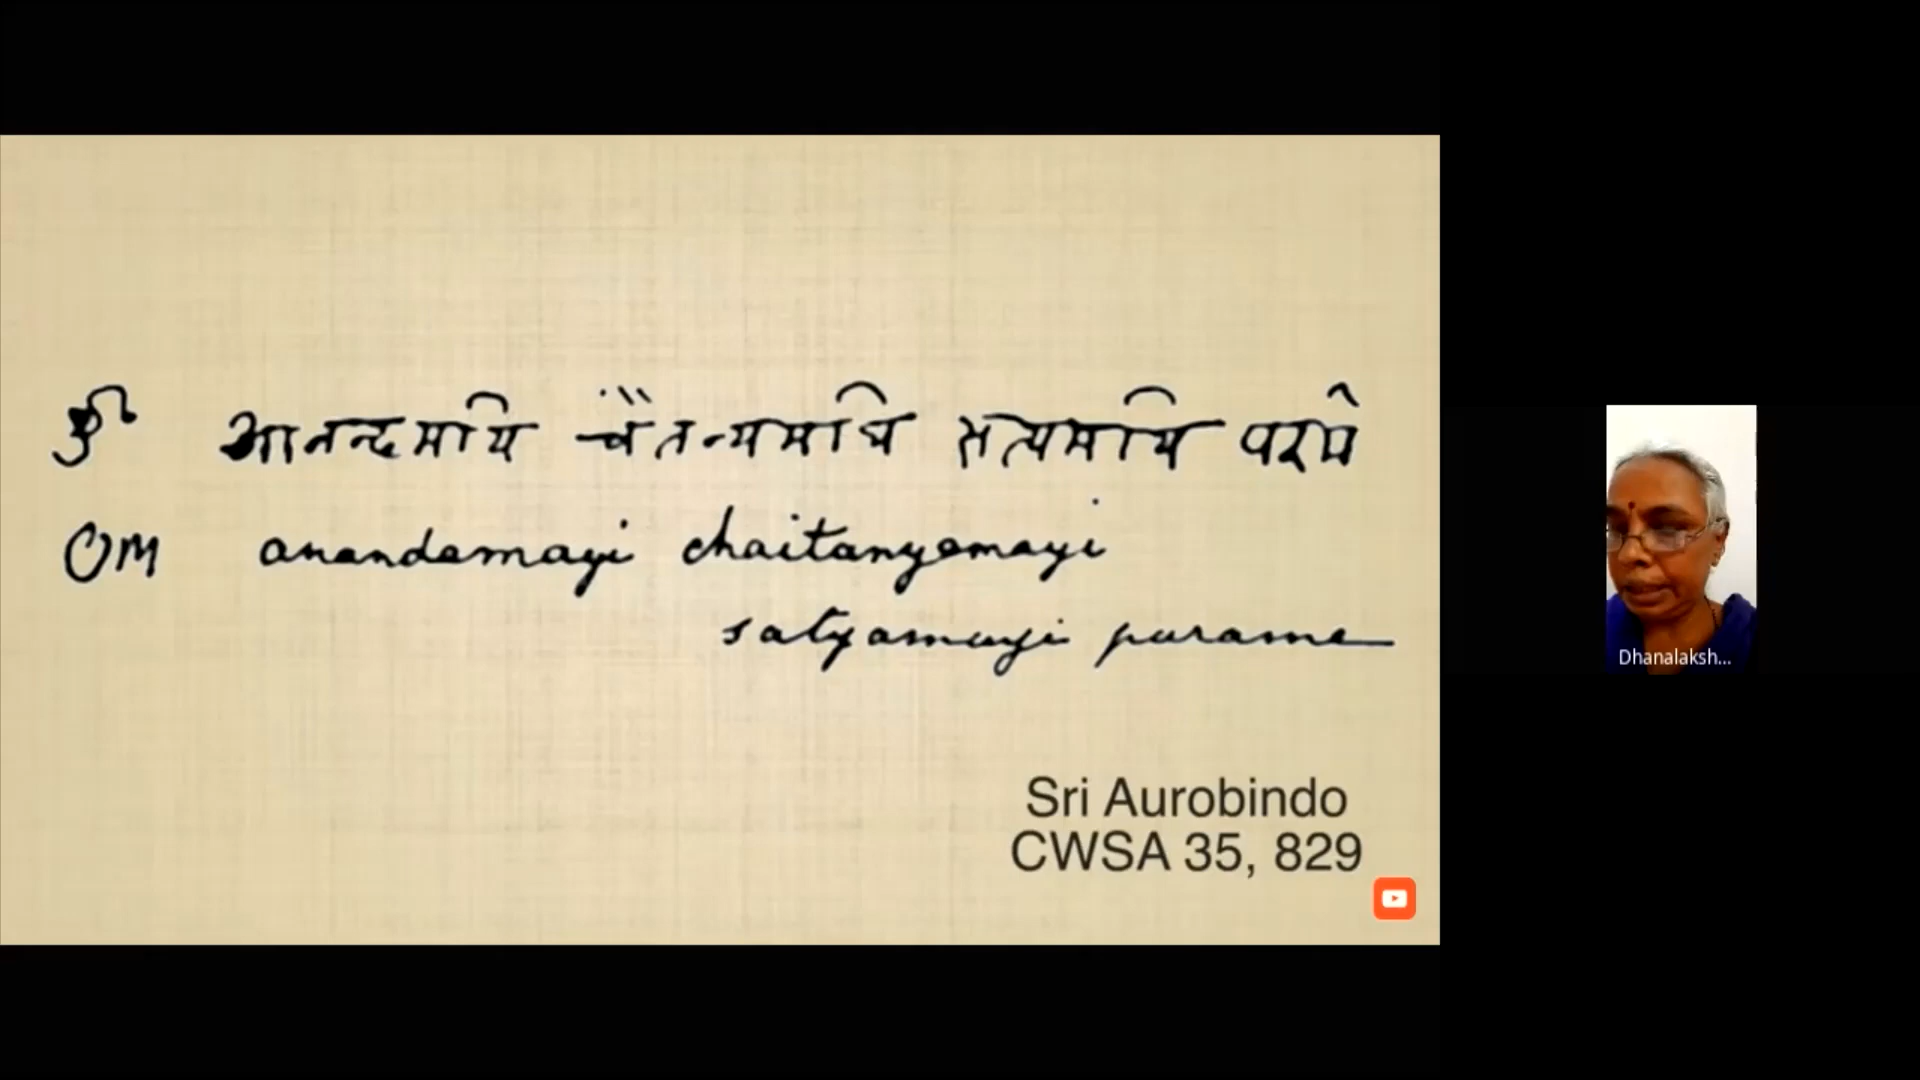 ॐ आनन्दमयि चैतन्यमयि सत्यमयि परमे
OM anandamayi chaitanyamayi
satyamayi parame
Sri Aurobindo
CWSA 35, 829
Dhanalaksh...